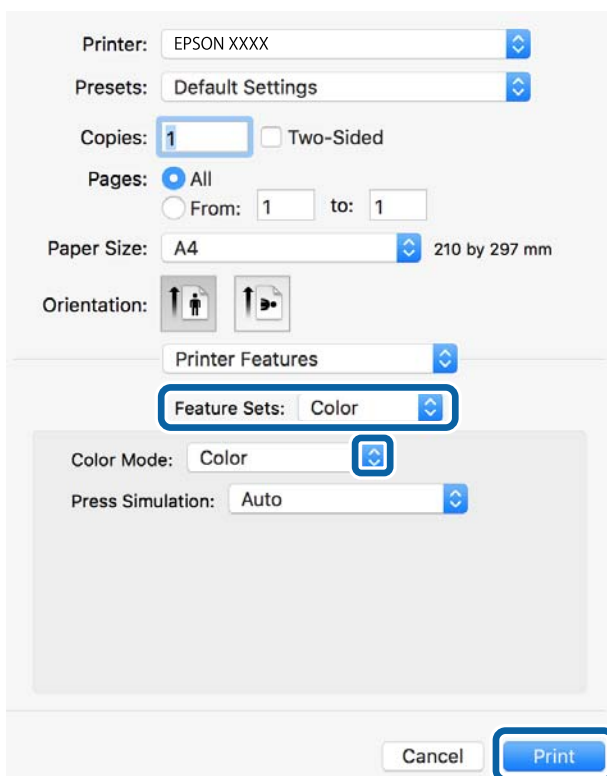 Printer: EPSON XXXX
Presets: Default Settings
Copies: 1 Two-Sided
Pages: All
From: 1 to: 1
Paper Size: A4 210 by 297 mm
Orientation:
Printer Features
Feature Sets: Color
Color Mode: Color
Press Simulation: Auto
Cancel Print